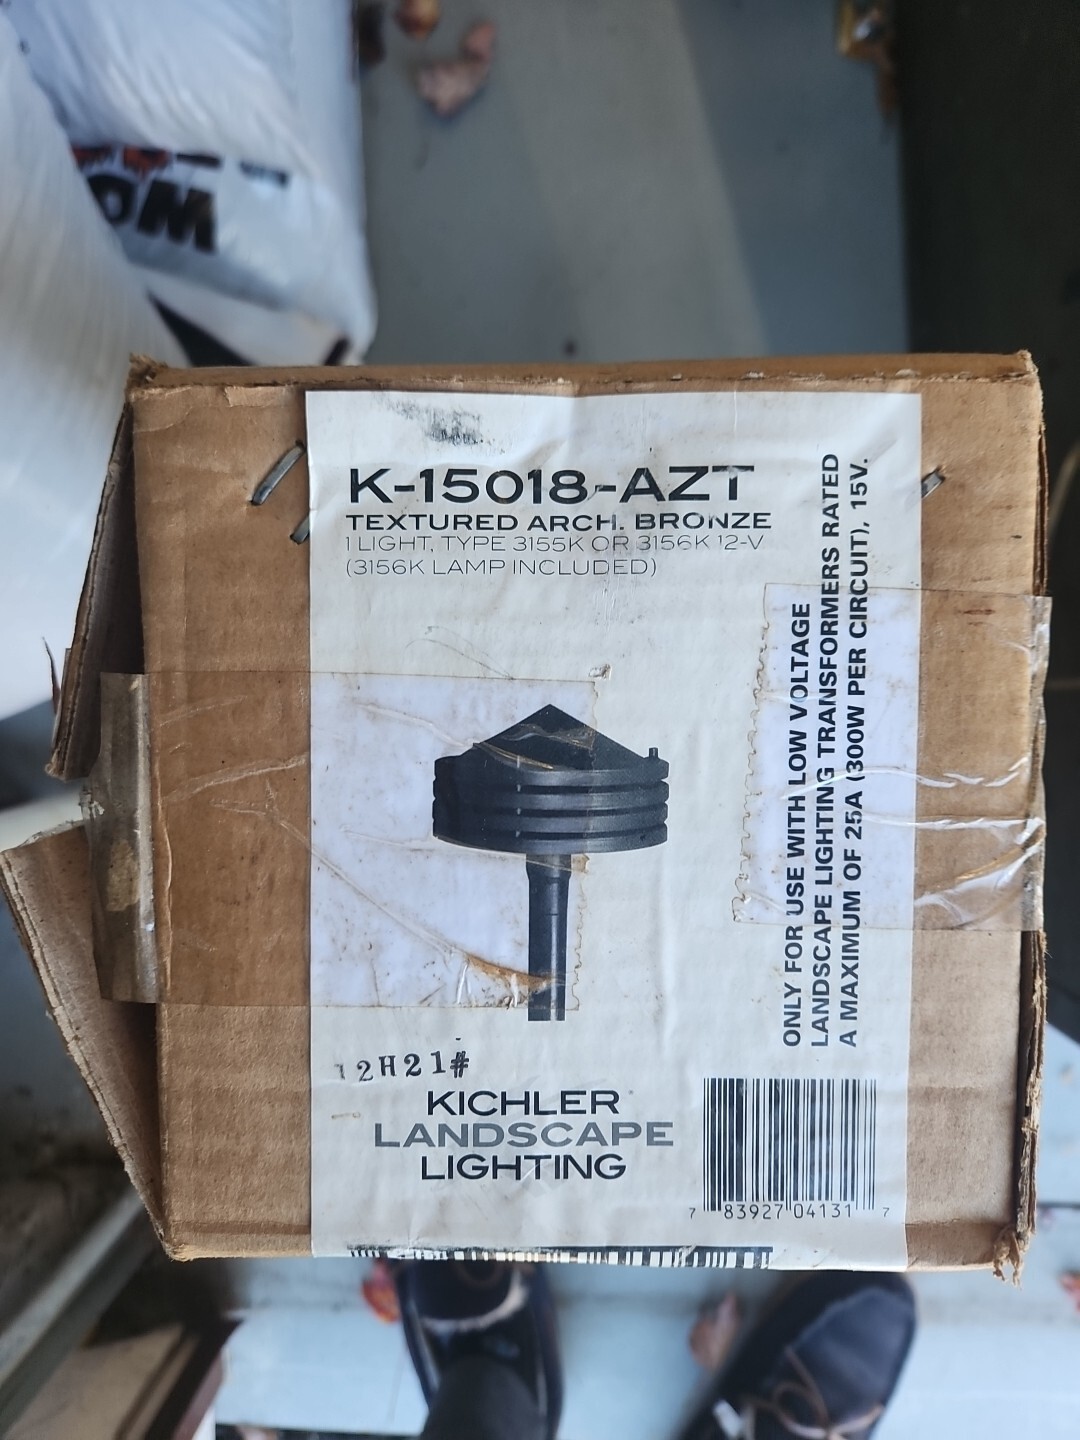 K-15018-AZT
TEXTURED ARCH. BRONZE
1 LIGHT, TYPE 3155K OR 3156K 12-V
(3156K LAMP INCLUDED)
ONLY FOR USE WITH LOW VOLTAGE
LANDSCAPE LIGHTING TRANSFORMERS RATED
A MAXIMUM OF 25A (300W PER CIRCUIT), 15V.
12H21#
KICHLER
LANDSCAPE
LIGHTING
7 83927 04131 7